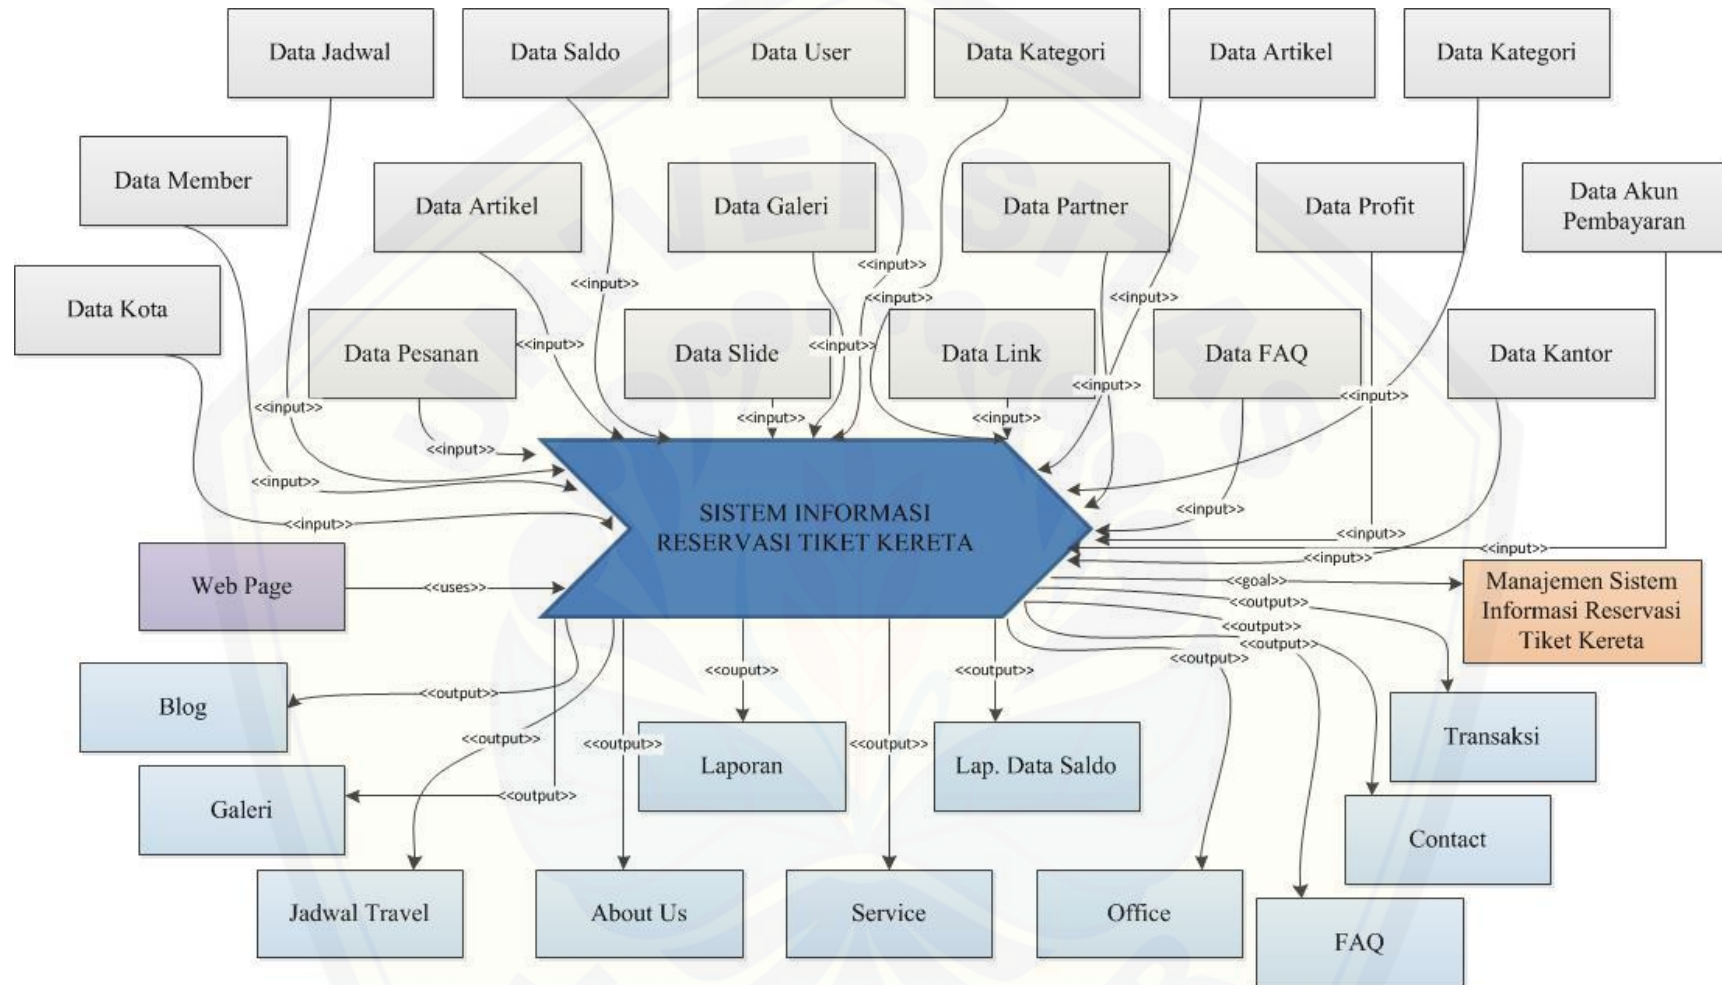 Data Jadwal
Data Saldo
Data User
Data Kategori
Data Artikel
Data Kategori
Data Member
Data Artikel
Data Galeri
Data Partner
Data Profit
Data Akun
Pembayaran
<<input>>
<<input>>
<<input>>
<<input>>
Data Kota
Data Pesanan
<<input>>
Data Slide
<<input>>
Data Link
Data FAQ
Data Kantor
<<input>>
<<input>>
<<input>>
<<input>>
<<input>>
<<input>>
<<input>>
<<input>>
<<input>>
<<input>>
<<input>>
<<input>>
<<input>>
SISTEM INFORMASI
RESERVASI TIKET KERETA
Web Page
<<uses>>
<<goal>>
Manajemen Sistem
Informasi Reservasi
Tiket Kereta
<<output>>
<<output>>
<<output>>
<<output>>
<<ouput>>
<<output>>
<<output>>
Blog
<<output>>
<<output>>
<<output>>
Transaksi
Laporan
Lap. Data Saldo
Galeri
<<output>>
Contact
Jadwal Travel
About Us
Service
Office
FAQ
UNIVERSITAS